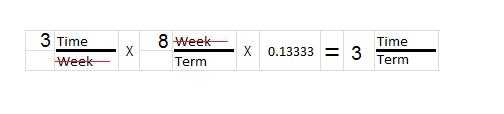 3 Time / Week X 8 Week / Term X 0.13333 = 3 Time / Term